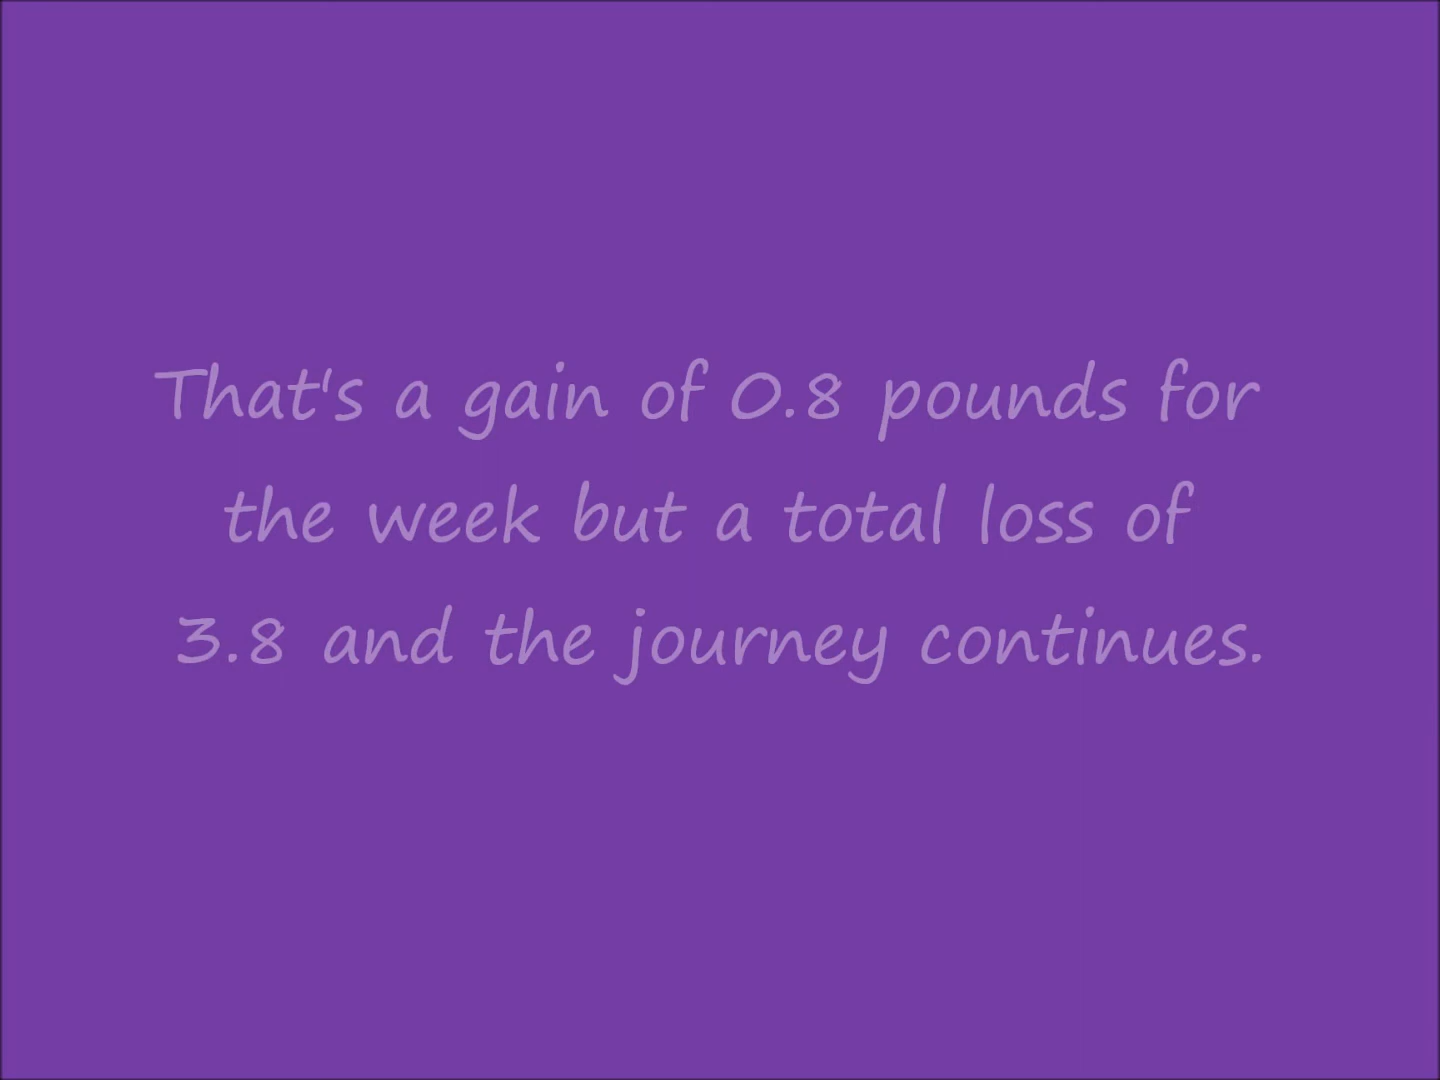 That's a gain of 0.8 pounds for
the week but a total loss of
3.8 and the journey continues.